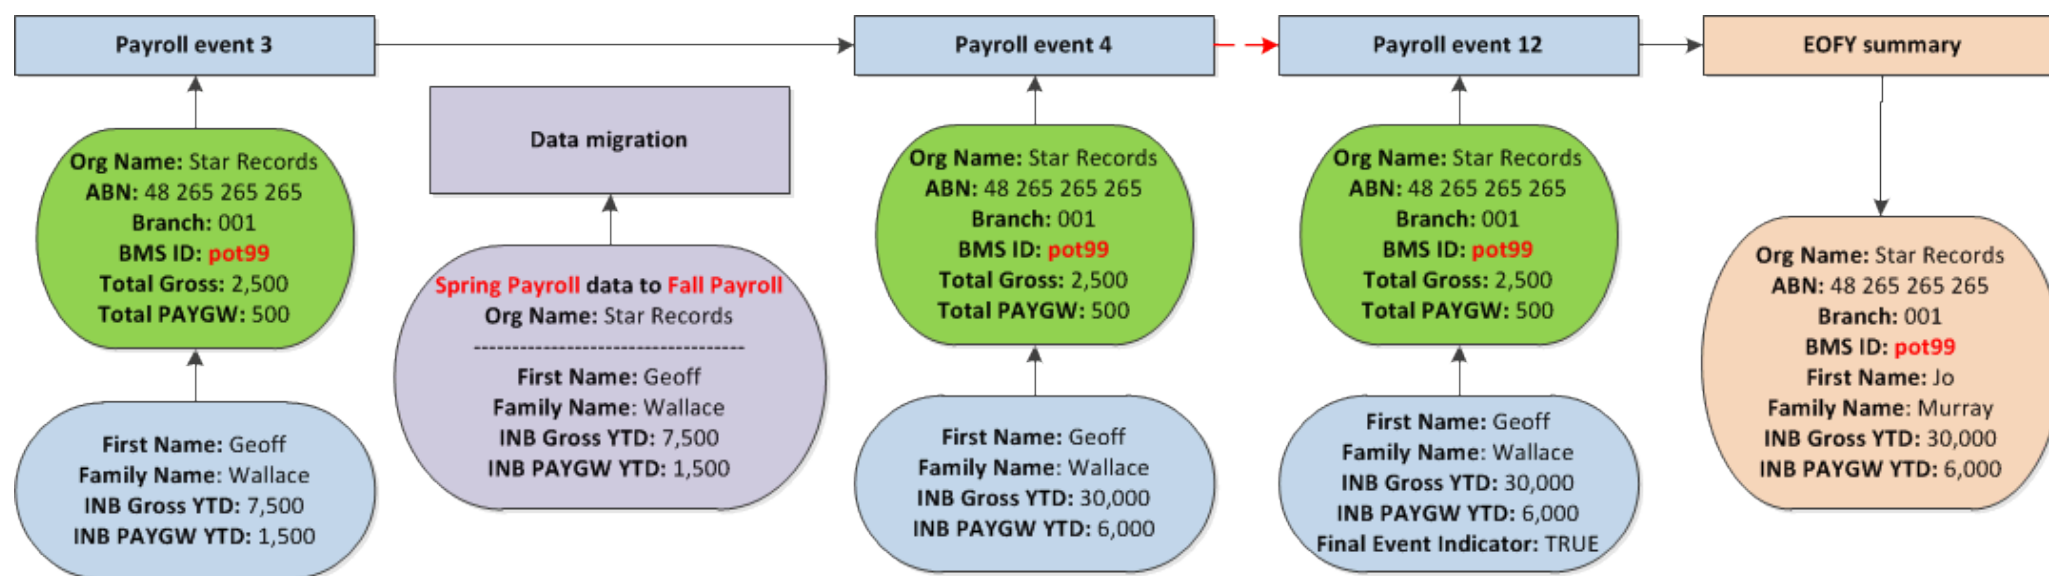 Payroll event 3
Payroll event 4
Payroll event 12
EOFY summary
Org Name: Star Records
ABN: 48 265 265 265
Branch: 001
BMS ID: pot99
Total Gross: 2,500
Total PAYGW: 500
First Name: Geoff
Family Name: Wallace
INB Gross YTD: 7,500
INB PAYGW YTD: 1,500
Data migration
Spring Payroll data to Fall Payroll
Org Name: Star Records
-----------------------------------
First Name: Geoff
Family Name: Wallace
INB Gross YTD: 7,500
INB PAYGW YTD: 1,500
Org Name: Star Records
ABN: 48 265 265 265
Branch: 001
BMS ID: pot99
Total Gross: 2,500
Total PAYGW: 500
First Name: Geoff
Family Name: Wallace
INB Gross YTD: 30,000
INB PAYGW YTD: 6,000
Org Name: Star Records
ABN: 48 265 265 265
Branch: 001
BMS ID: pot99
Total Gross: 2,500
Total PAYGW: 500
First Name: Geoff
Family Name: Wallace
INB Gross YTD: 30,000
INB PAYGW YTD: 6,000
Final Event Indicator: TRUE
Org Name: Star Records
ABN: 48 265 265 265
Branch: 001
BMS ID: pot99
First Name: Jo
Family Name: Murray
INB Gross YTD: 30,000
INB PAYGW YTD: 6,000